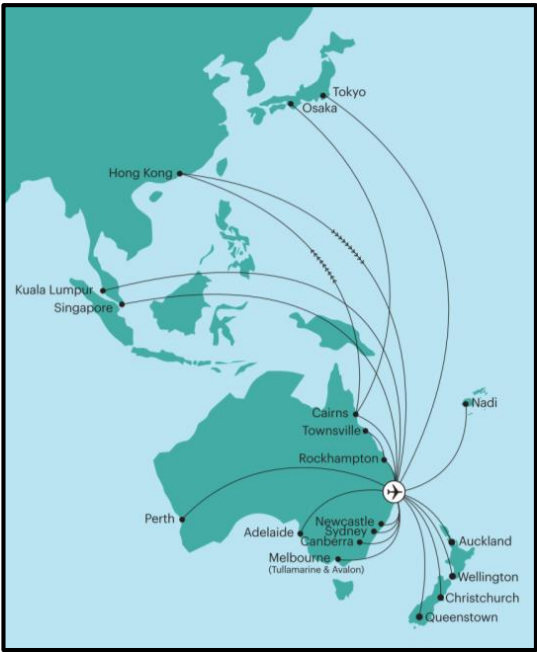 Tokyo
Osaka
Hong Kong
Kuala Lumpur
Singapore
Nadi
Cairns
Townsville
Rockhampton
Perth
Newcastle
Sydney
Adelaide
Canberra
Auckland
Melbourne
(Tullamarine & Avalon)
Wellington
Christchurch
Queenstown